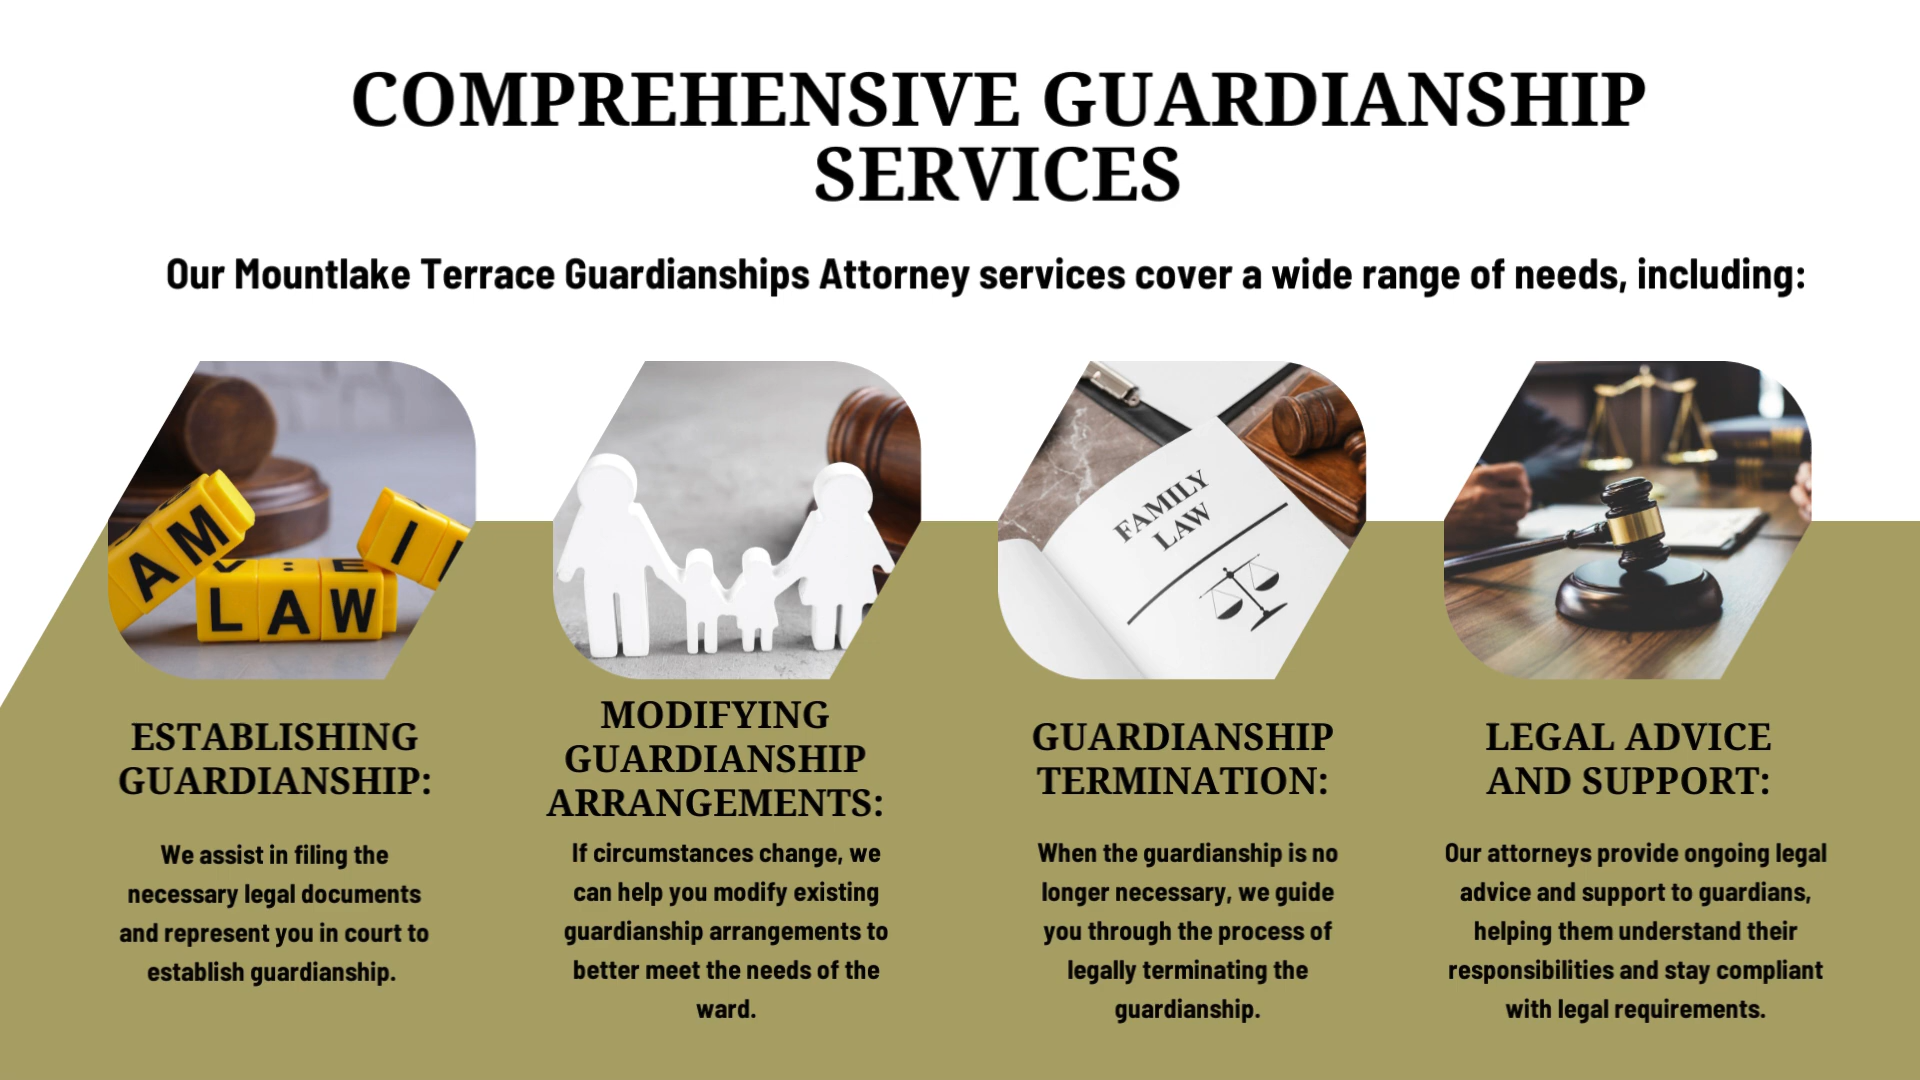 COMPREHENSIVE GUARDIANSHIP
SERVICES
Our Mountlake Terrace Guardianships Attorney services cover a wide range of needs, including:
AM
LAW
I
FAMILY
LAW
ESTABLISHING
GUARDIANSHIP:
We assist in filing the
necessary legal documents
and represent you in court to
establish guardianship.
MODIFYING
GUARDIANSHIP
ARRANGEMENTS:
If circumstances change, we
can help you modify existing
guardianship arrangements to
better meet the needs of the
ward.
GUARDIANSHIP
TERMINATION:
When the guardianship is no
longer necessary, we guide
you through the process of
legally terminating the
guardianship.
LEGAL ADVICE
AND SUPPORT:
Our attorneys provide ongoing legal
advice and support to guardians,
helping them understand their
responsibilities and stay compliant
with legal requirements.